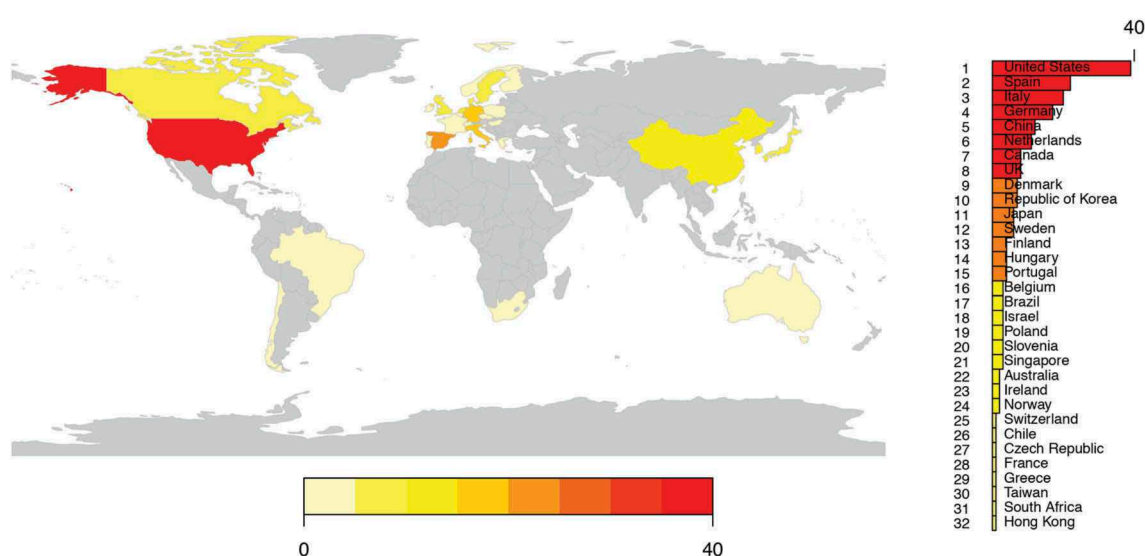 40
1 United States
2 Spain
3 Italy
4 Germany
5 China
6 Netherlands
7 Canada
8 UK
9 Denmark
10 Republic of Korea
11 Japan
12 Sweden
13 Finland
14 Hungary
15 Portugal
16 Belgium
17 Brazil
18 Israel
19 Poland
20 Slovenia
21 Singapore
22 Australia
23 Ireland
24 Norway
25 Switzerland
26 Chile
27 Czech Republic
28 France
29 Greece
30 Taiwan
31 South Africa
32 Hong Kong
0 40